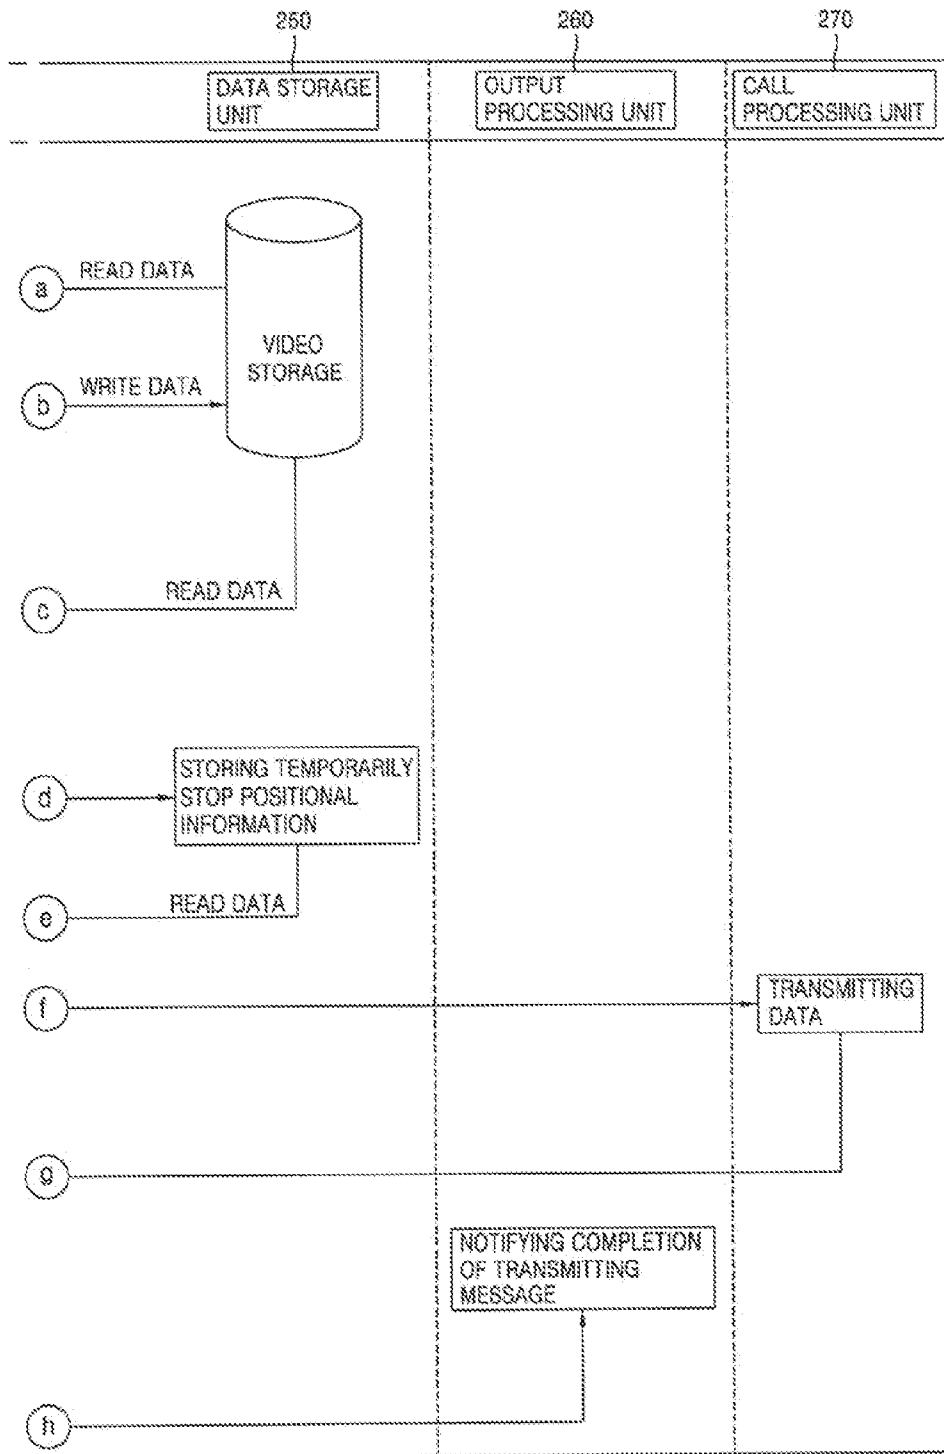 250
260
270
DATA STORAGE
UNIT
OUTPUT
PROCESSING UNIT
CALL
PROCESSING UNIT
a
READ DATA
VIDEO
STORAGE
b
WRITE DATA
c
READ DATA
d
STORING TEMPORARILY
STOP POSITIONAL
INFORMATION
e
READ DATA
f
TRANSMITTING
DATA
g
NOTIFYING COMPLETION
OF TRANSMITTING
MESSAGE
h